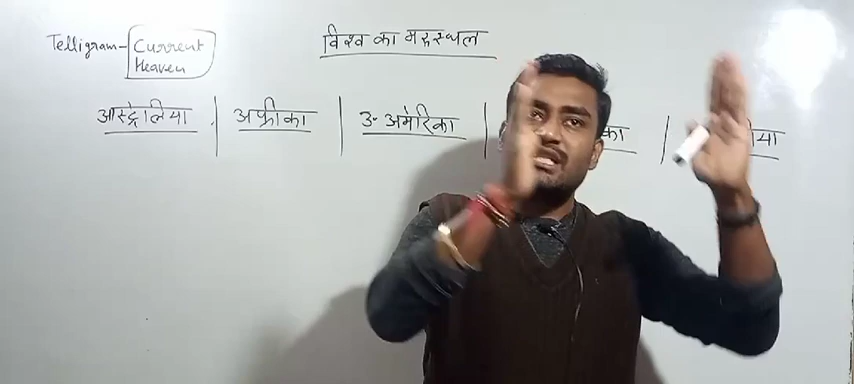 Telligram- Current
Heaven
विश्व का मरुस्थल
आस्ट्रेलिया | अफ्रीका | उ॰ अमेरिका | का | या